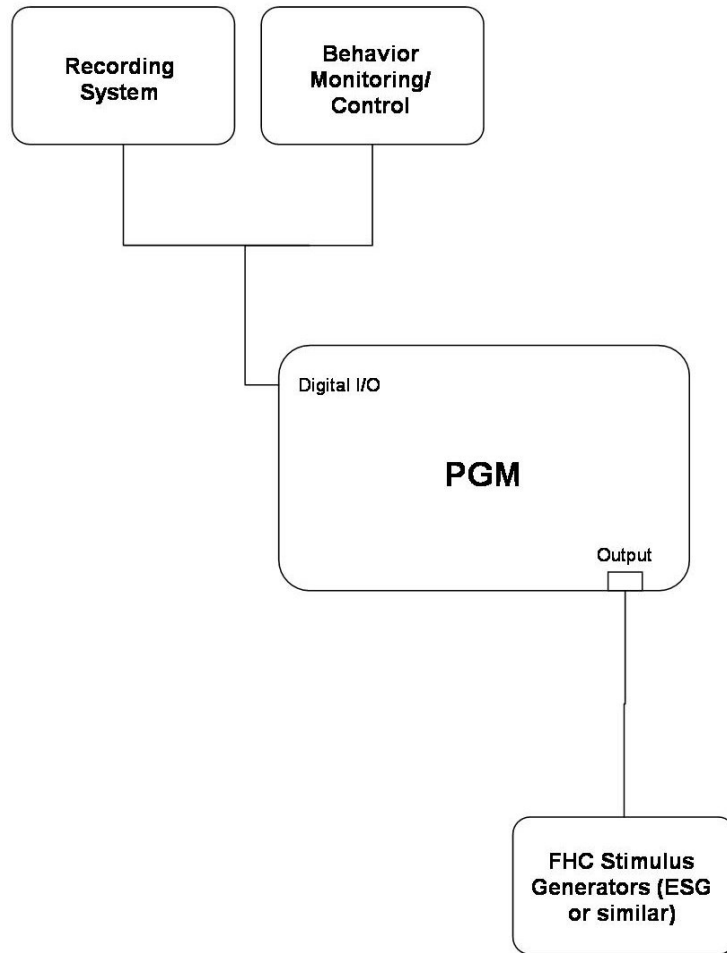 Recording
System
Behavior
Monitoring/
Control
Digital I/O
PGM
Output
FHC Stimulus
Generators (ESG
or similar)